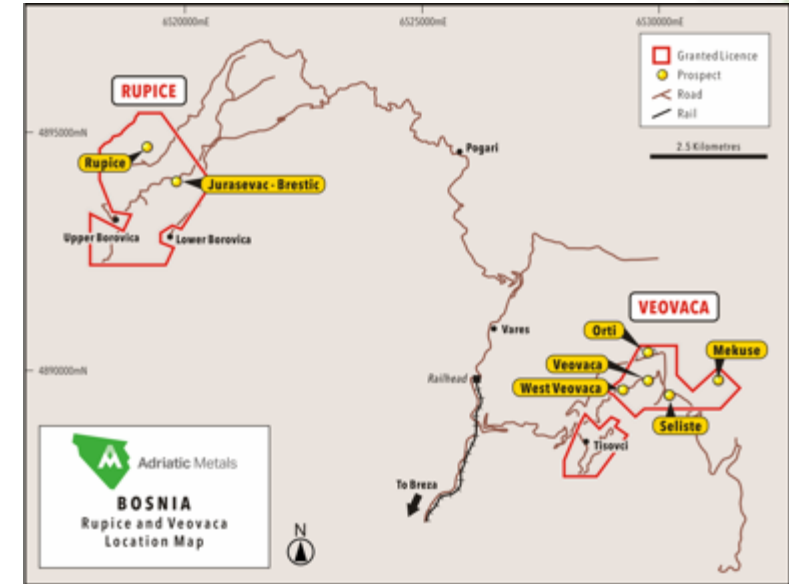 6520000mE
6525000mE
6530000mE
Granted Licence
Prospect
Road
Rail
2.5 Kilometres
RUPICE
4895000mN
Rupice
Pogari
Jurasevac - Brestic
Upper Borovica
Lower Borovica
VEOVACA
Vares
Orti
Veovaca
Mekuse
4890000mN
Railhead
West Veovaca
Seliste
Tisovci
To Breza
Adriatic Metals
BOSNIA
Rupice and Veovaca
Location Map
N